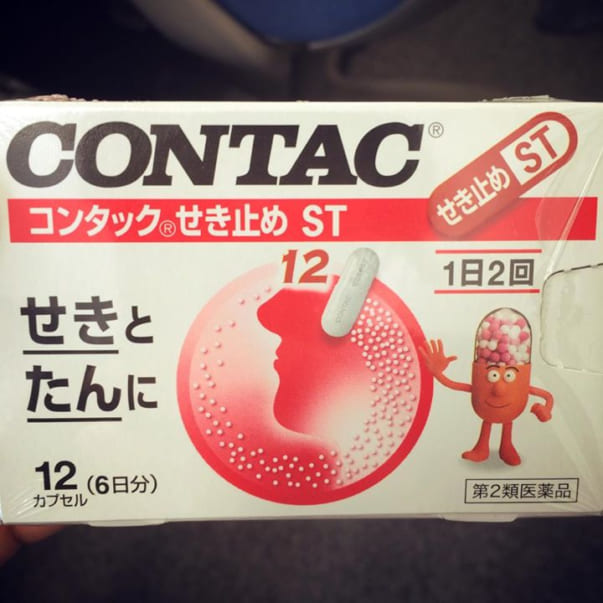 CONTAC®
せき止め ST
コンタック®せき止め ST
12
1日2回
CONTAC
せきと
たんに
12
カプセル
(6日分)
第2類医薬品